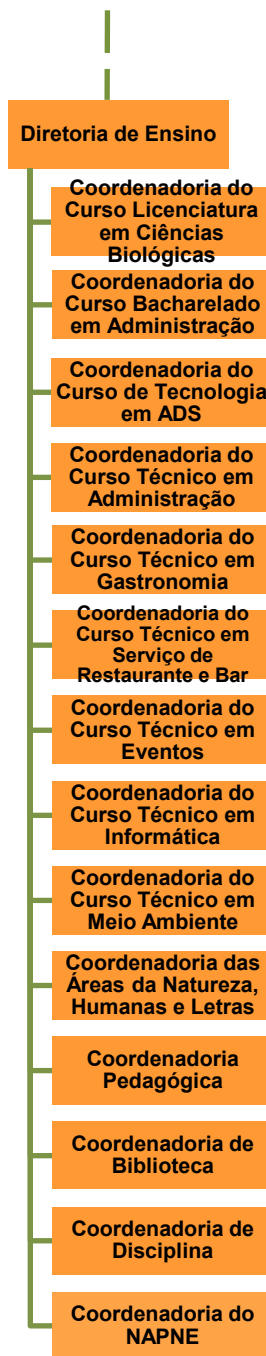 Diretoria de Ensino
Coordenadoria do
Curso Licenciatura
em Ciências
Biológicas
Coordenadoria do
Curso Bacharelado
em Administração
Coordenadoria do
Curso de Tecnologia
em ADS
Coordenadoria do
Curso Técnico em
Administração
Coordenadoria do
Curso Técnico em
Gastronomia
Coordenadoria do
Curso Técnico em
Serviço de
Restaurante e Bar
Coordenadoria do
Curso Técnico em
Eventos
Coordenadoria do
Curso Técnico em
Informática
Coordenadoria do
Curso Técnico em
Meio Ambiente
Coordenadoria das
Áreas da Natureza,
Humanas e Letras
Coordenadoria
Pedagógica
Coordenadoria de
Biblioteca
Coordenadoria de
Disciplina
Coordenadoria do
NAPNE